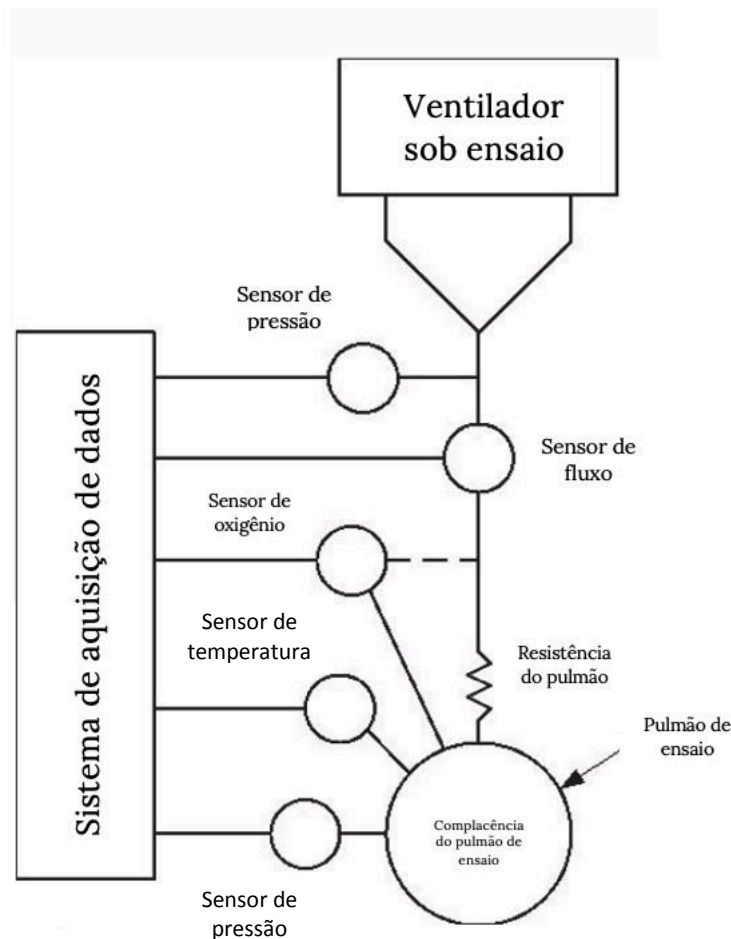 Ventilador
sob ensaio
Sensor de
pressão
Sistema de aquisição de dados
Sensor de
fluxo
Sensor de
oxigênio
Sensor de
temperatura
Resistência
do pulmão
Pulmão de
ensaio
Complacência
do pulmão de
ensaio
Sensor de
pressão